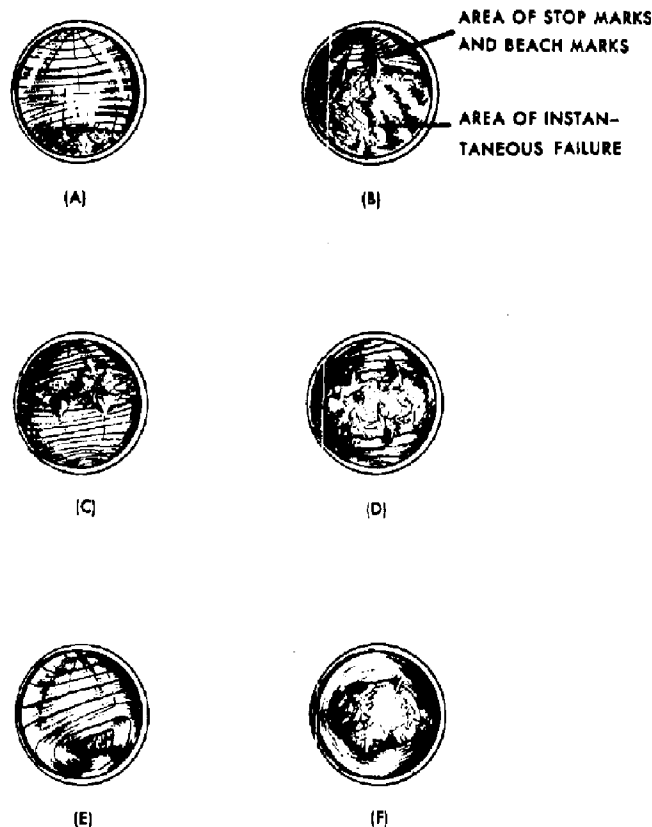 AREA OF STOP MARKS
AND BEACH MARKS
AREA OF INSTAN-
TANEOUS FAILURE
(A)
(B)
(C)
(D)
(E)
(F)